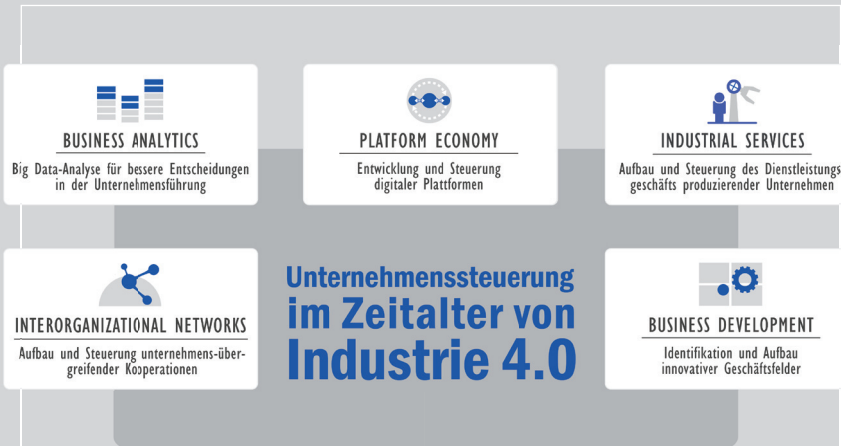 BUSINESS ANALYTICS
Big Data-Analyse für bessere Entscheidungen
in der Unternehmensführung
PLATFORM ECONOMY
Entwicklung und Steuerung
digitaler Plattformen
INDUSTRIAL SERVICES
Aufbau und Steuerung des Dienstleistungs
geschäfts produzierender Unternehmen
INTERORGANIZATIONAL NETWORKS
Aufbau und Steuerung unternehmens-über-
greifender Kooperationen
Unternehmenssteuerung
im Zeitalter von
Industrie 4.0
BUSINESS DEVELOPMENT
Identifikation und Aufbau
innovativer Geschäftsfelder